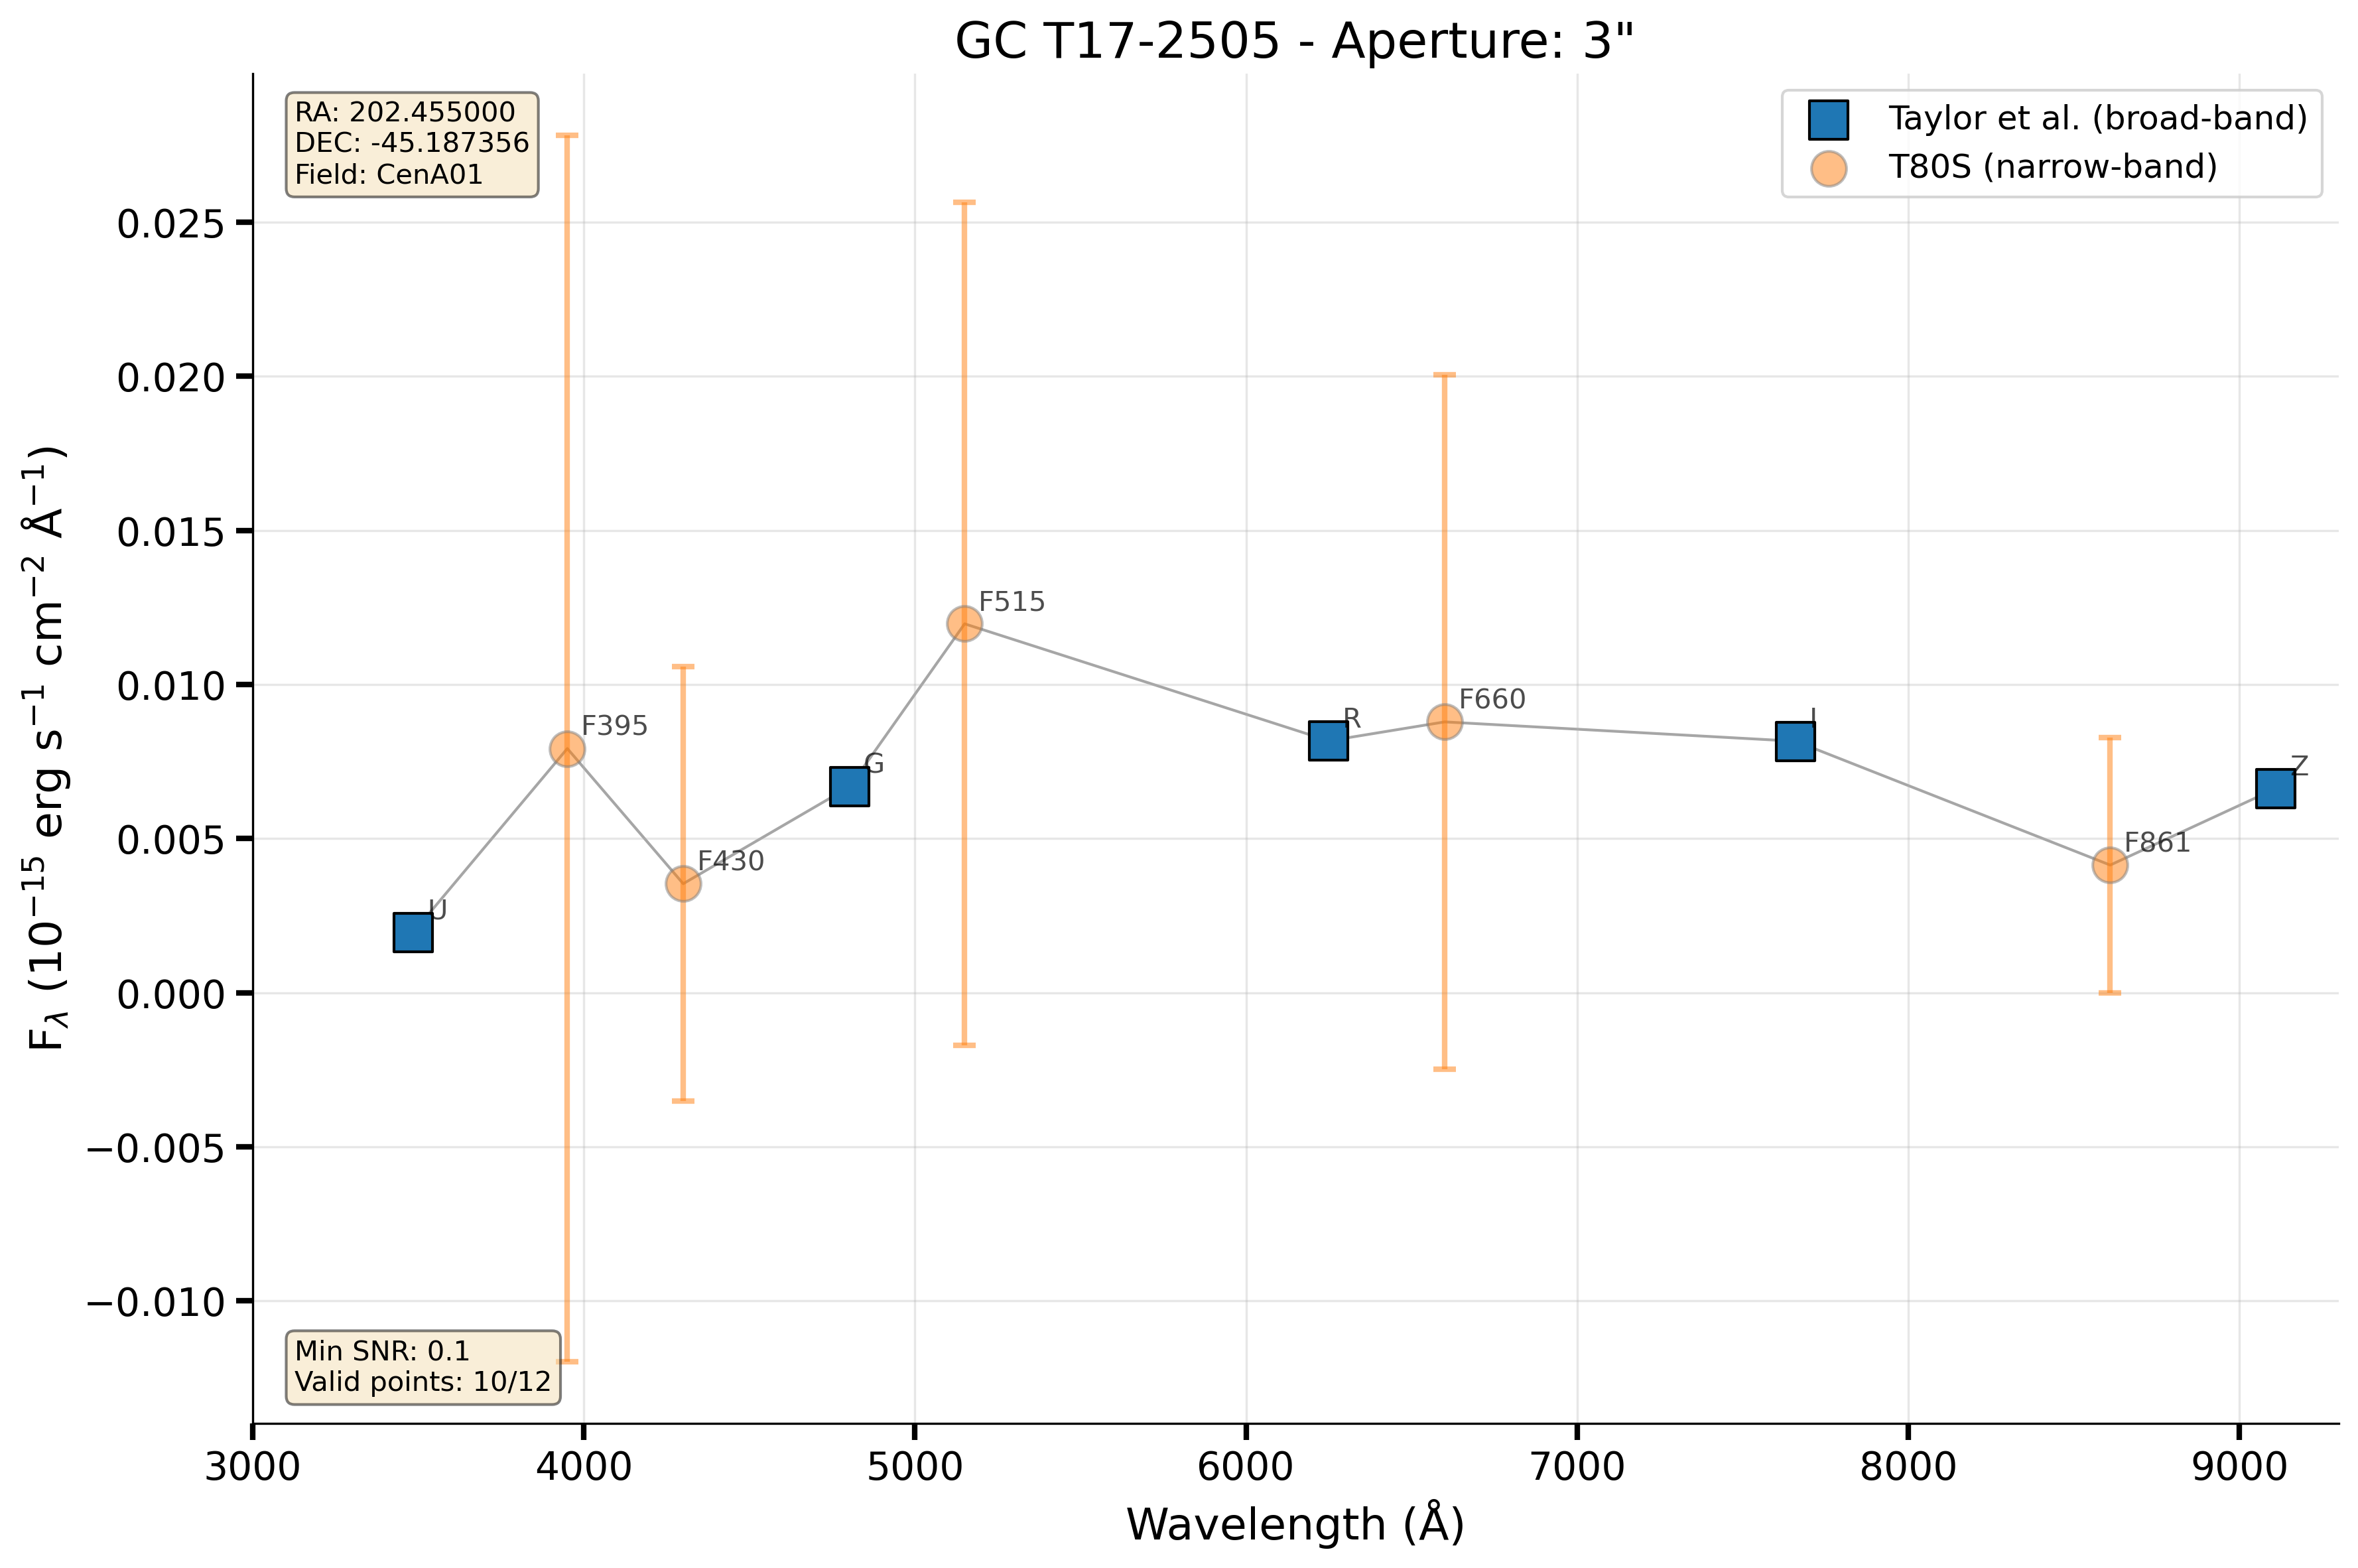 GC T17-2505 - Aperture: 3"
RA: 202.455000
DEC: -45.187356
Field: CenA01
Taylor et al. (broad-band)
T80S (narrow-band)
F_λ (10⁻¹⁵ erg s⁻¹ cm⁻² Å⁻¹)
0.025
0.020
0.015
0.010
0.005
0.000
−0.005
−0.010
U
F395
F430
G
F515
R
F660
I
F861
Z
Min SNR: 0.1
Valid points: 10/12
3000 4000 5000 6000 7000 8000 9000
Wavelength (Å)